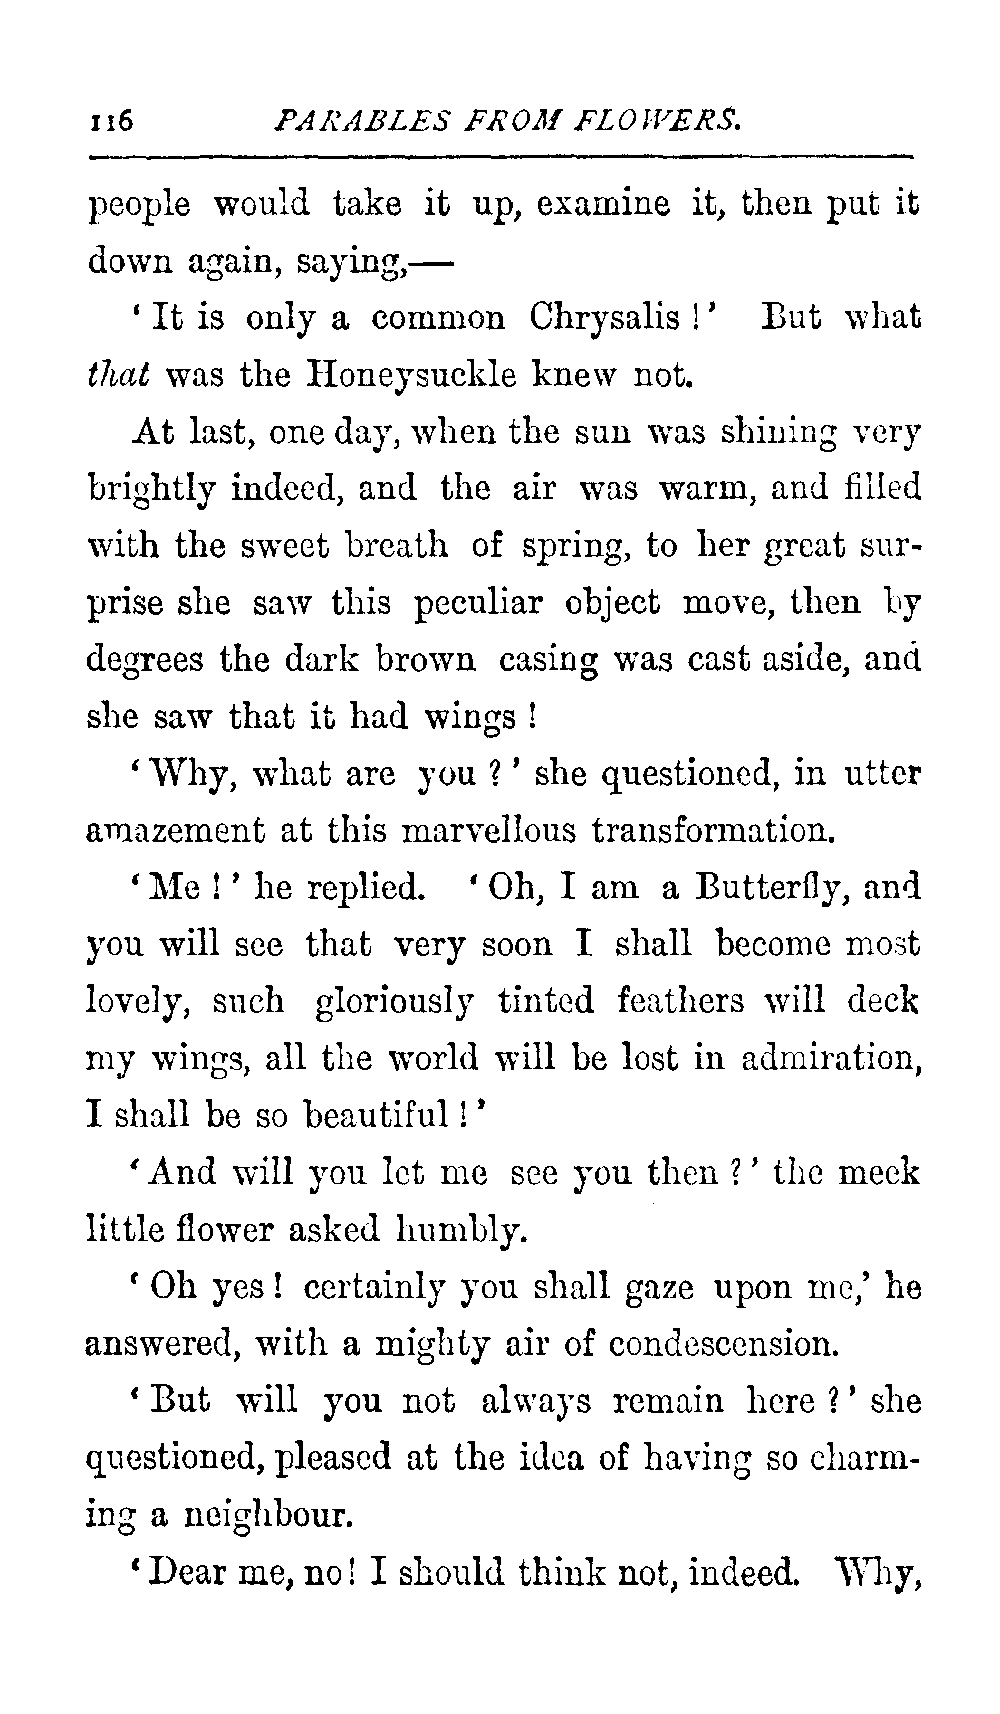 116 PARABLES FROM FLOWERS.
people would take it up, examine it, then put it
down again, saying,—
‘ It is only a common Chrysalis ! ’ But what
that was the Honeysuckle knew not.
At last, one day, when the sun was shining very
brightly indeed, and the air was warm, and filled
with the sweet breath of spring, to her great sur-
prise she saw this peculiar object move, then by
degrees the dark brown casing was cast aside, and
she saw that it had wings !
‘ Why, what are you ? ’ she questioned, in utter
amazement at this marvellous transformation.
‘ Me ! ’ he replied. ‘ Oh, I am a Butterfly, and
you will see that very soon I shall become most
lovely, such gloriously tinted feathers will deck
my wings, all the world will be lost in admiration,
I shall be so beautiful ! ’
‘ And will you let me see you then ? ’ the meek
little flower asked humbly.
‘ Oh yes ! certainly you shall gaze upon me,’ he
answered, with a mighty air of condescension.
‘ But will you not always remain here ? ’ she
questioned, pleased at the idea of having so charm-
ing a neighbour.
‘ Dear me, no ! I should think not, indeed. Why,